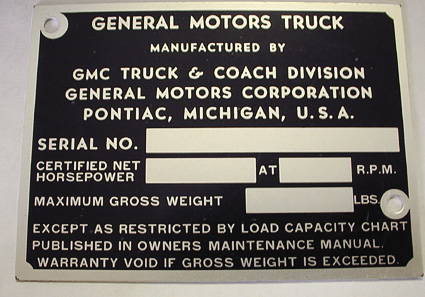 GENERAL MOTORS TRUCK
MANUFACTURED BY
GMC TRUCK & COACH DIVISION
GENERAL MOTORS CORPORATION
PONTIAC, MICHIGAN, U.S.A.
SERIAL NO.
CERTIFIED NET HORSEPOWER AT R.P.M.
MAXIMUM GROSS WEIGHT LBS.
EXCEPT AS RESTRICTED BY LOAD CAPACITY CHART
PUBLISHED IN OWNERS MAINTENANCE MANUAL.
WARRANTY VOID IF GROSS WEIGHT IS EXCEEDED.